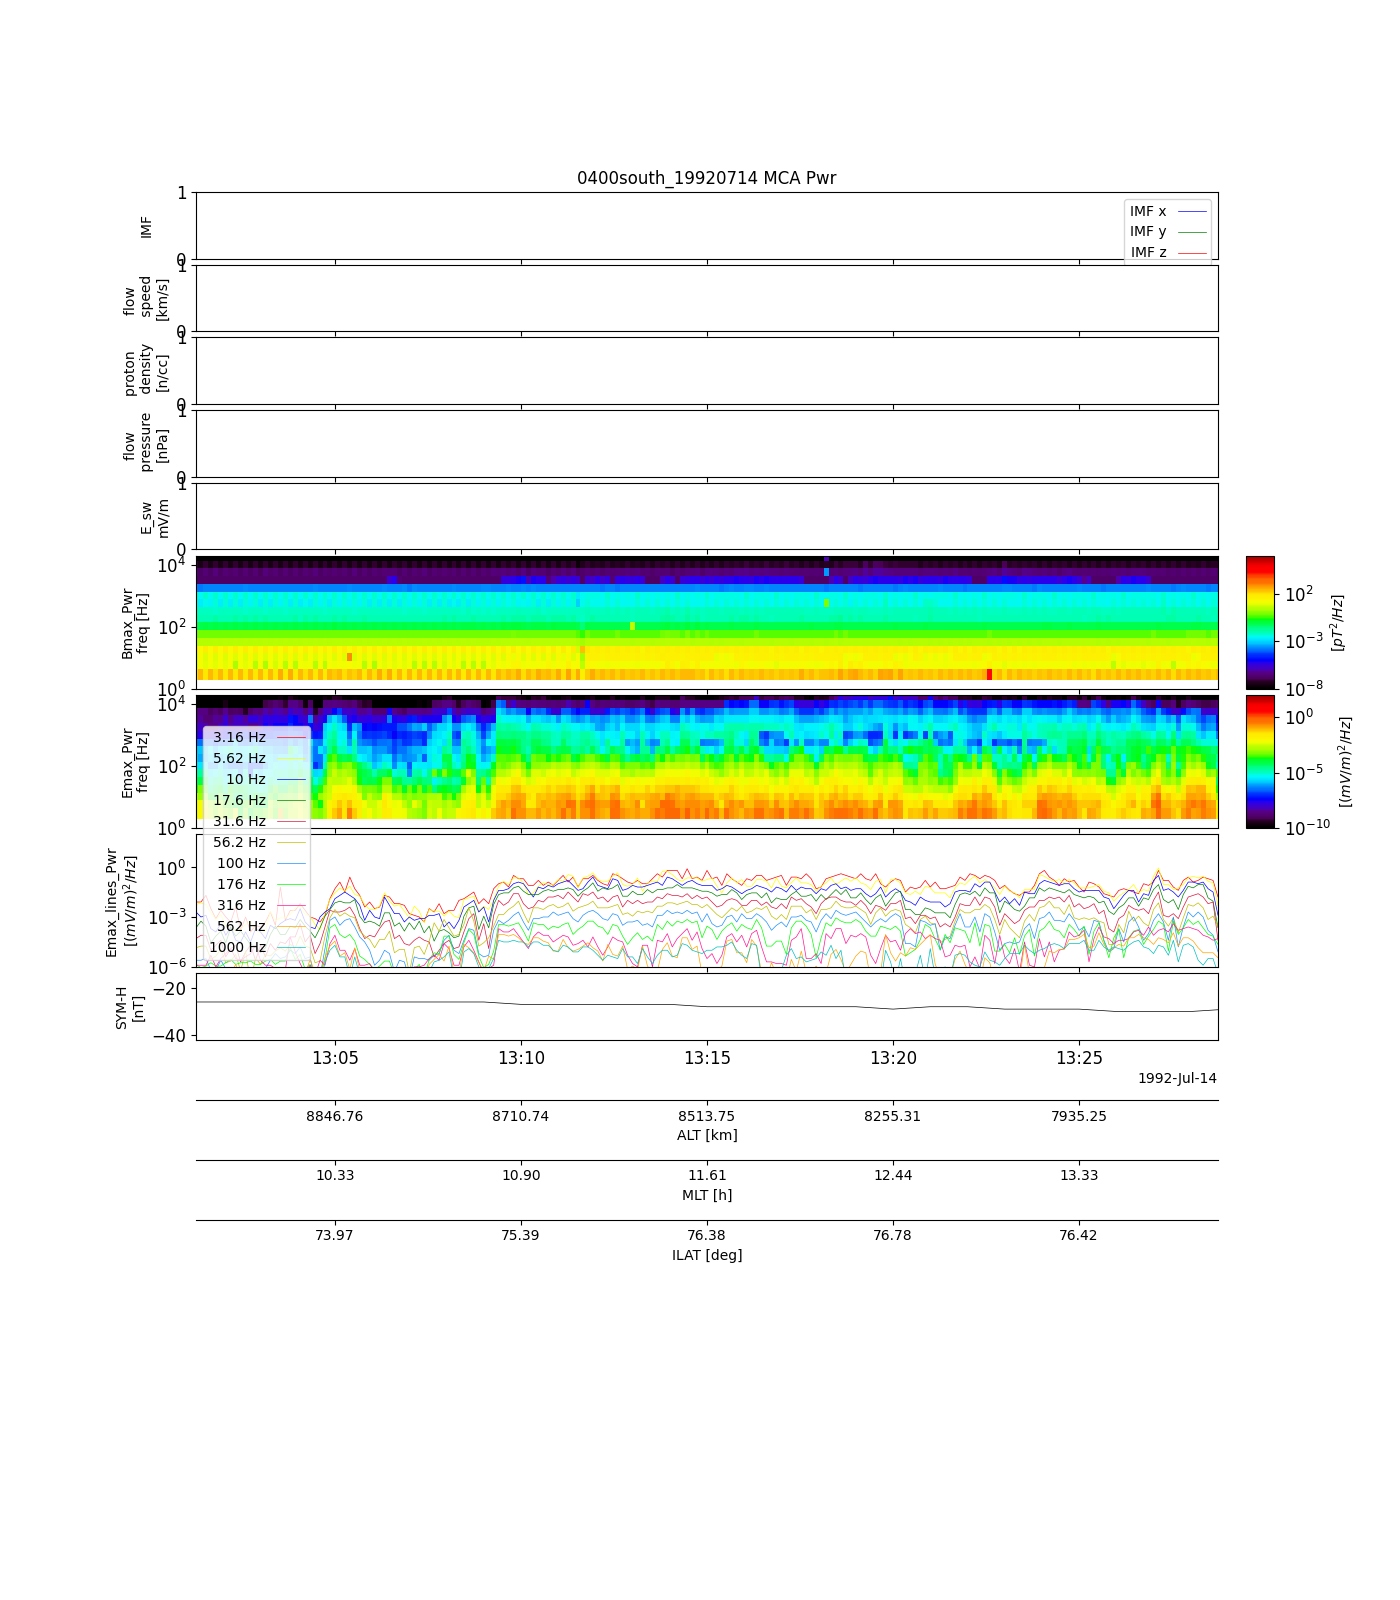 0400south_19920714 MCA Pwr
1
0
IMF
IMF x
IMF y
IMF z
1
0
flow
speed
[km/s]
1
0
proton
density
[n/cc]
1
0
flow
pressure
[nPa]
1
0
E_sw
mV/m
10^4
10^2
10^0
Bmax_Pwr
freq [Hz]
10^2
10^-3
10^-8
[pT^2/Hz]
10^4
10^2
10^0
Emax_Pwr
freq [Hz]
10^0
10^-5
10^-10
[(mV/m)^2/Hz]
3.16 Hz
5.62 Hz
10 Hz
17.6 Hz
31.6 Hz
56.2 Hz
100 Hz
176 Hz
316 Hz
562 Hz
1000 Hz
10^0
10^-3
10^-6
Emax_lines_Pwr
[(mV/m)^2/Hz]
−20
−40
SYM-H
[nT]
13:05 13:10 13:15 13:20 13:25
1992-Jul-14
8846.76 8710.74 8513.75 8255.31 7935.25
ALT [km]
10.33 10.90 11.61 12.44 13.33
MLT [h]
73.97 75.39 76.38 76.78 76.42
ILAT [deg]